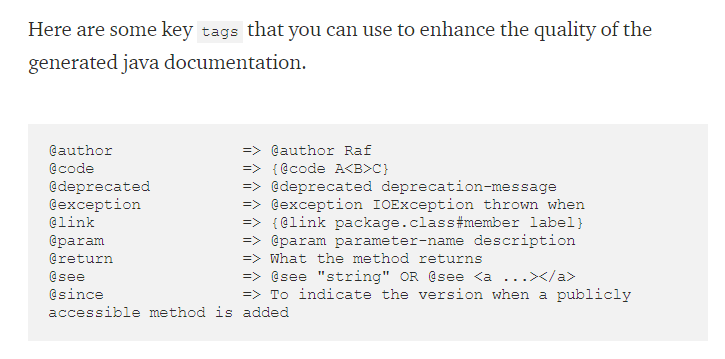 Here are some key tags that you can use to enhance the quality of the
generated java documentation.
@author => @author Raf
@code => {@code A<B>C}
@deprecated => @deprecated deprecation-message
@exception => @exception IOException thrown when
@link => {@link package.class#member label}
@param => @param parameter-name description
@return => What the method returns
@see => @see "string" OR @see <a ...></a>
@since => To indicate the version when a publicly
accessible method is added